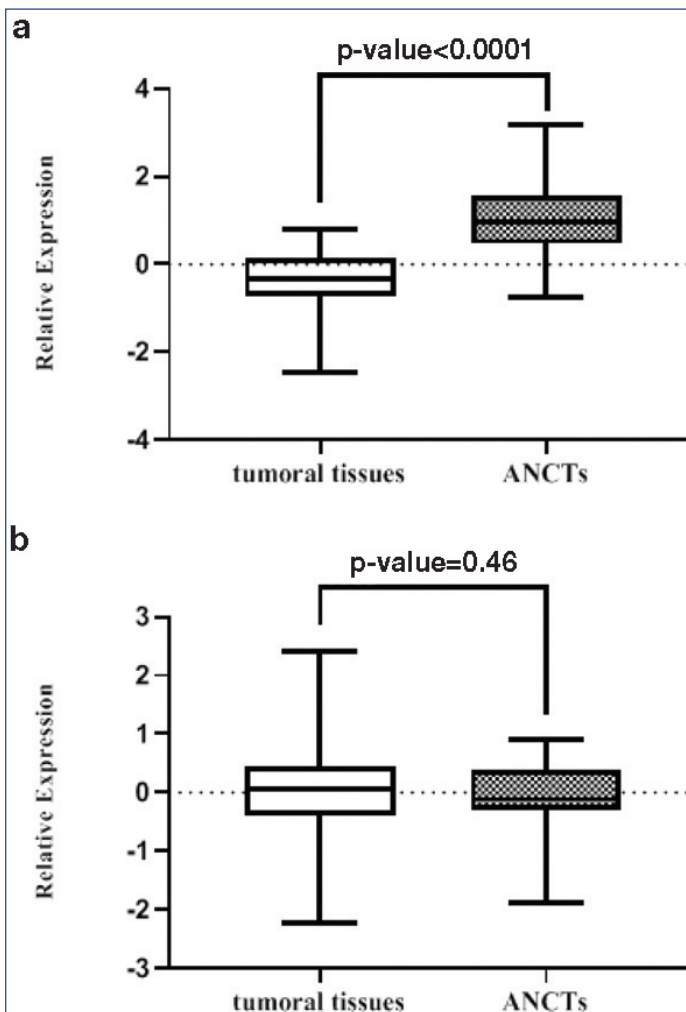 a
p-value<0.0001
4
2
0
-2
-4
Relative Expression
tumoral tissues
ANCTs
b
p-value=0.46
3
2
1
0
-1
-2
-3
Relative Expression
tumoral tissues
ANCTs